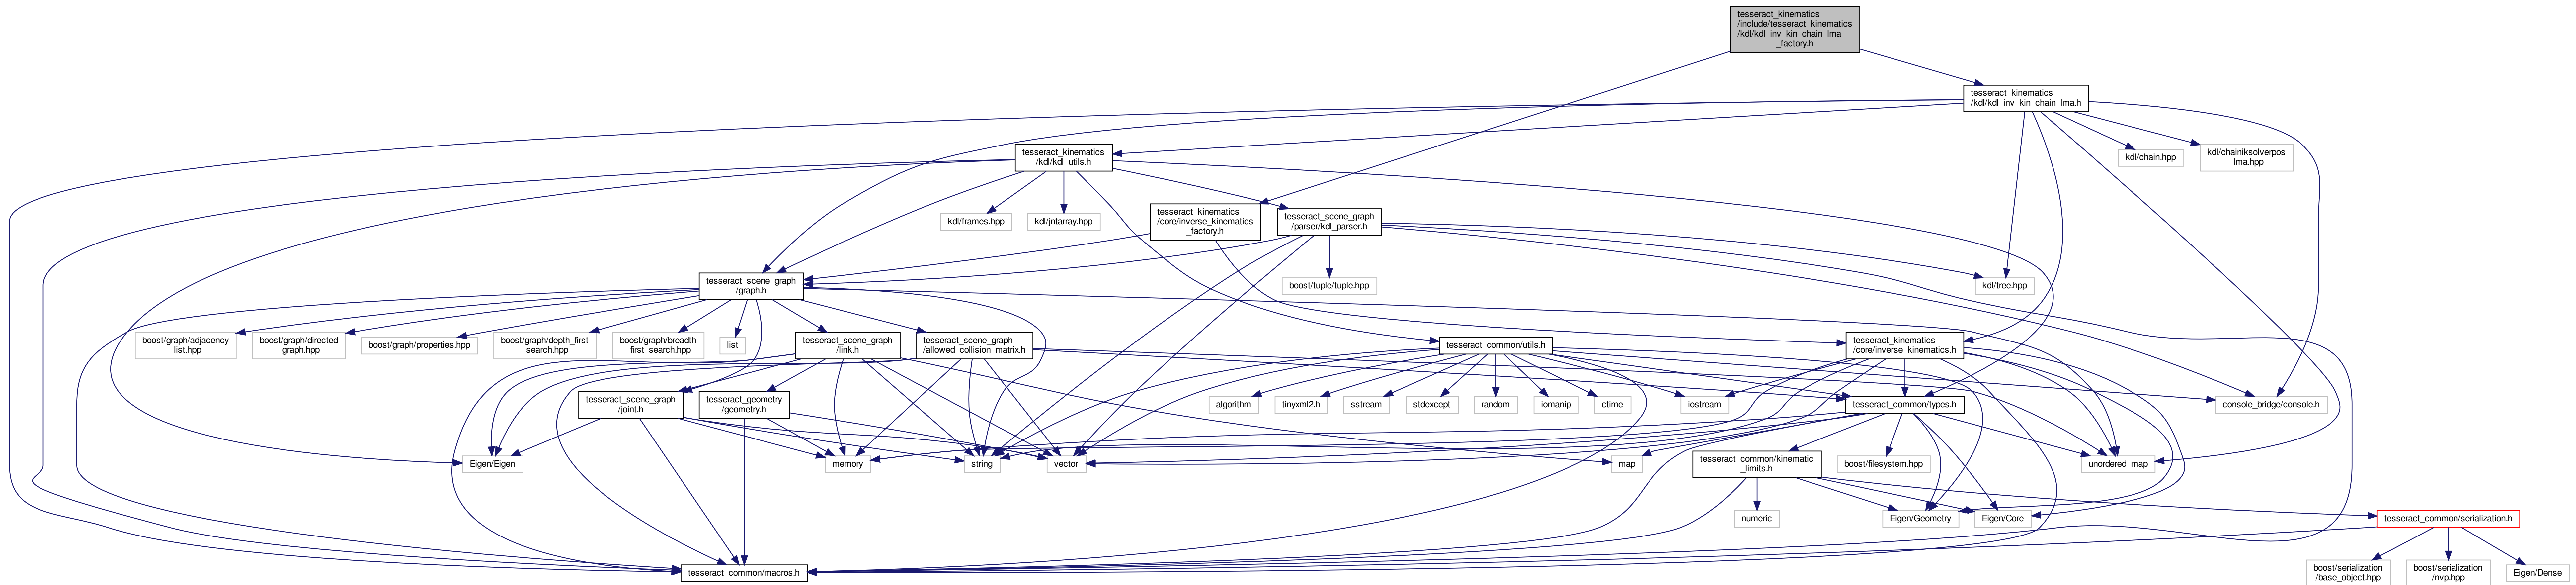 tesseract_kinematics
/include/tesseract_kinematics
/kdl/kdl_inv_kin_chain_lma
_factory.h
tesseract_kinematics
/kdl/kdl_inv_kin_chain_lma.h
tesseract_kinematics
/kdl/kdl_utils.h
kdl/chain.hpp
kdl/chainiksolverpos
_lma.hpp
kdl/frames.hpp
kdl/jntarray.hpp
tesseract_kinematics
/core/inverse_kinematics
_factory.h
tesseract_scene_graph
/parser/kdl_parser.h
tesseract_scene_graph
/graph.h
boost/tuple/tuple.hpp
kdl/tree.hpp
boost/graph/adjacency
_list.hpp
boost/graph/directed
_graph.hpp
boost/graph/properties.hpp
boost/graph/depth_first
_search.hpp
boost/graph/breadth
_first_search.hpp
list
tesseract_scene_graph
/link.h
tesseract_scene_graph
/allowed_collision_matrix.h
tesseract_common/utils.h
tesseract_kinematics
/core/inverse_kinematics.h
tesseract_scene_graph
/joint.h
tesseract_geometry
/geometry.h
algorithm
tinyxml2.h
sstream
stdexcept
random
iomanip
ctime
iostream
tesseract_common/types.h
console_bridge/console.h
Eigen/Eigen
memory
string
vector
map
tesseract_common/kinematic
_limits.h
boost/filesystem.hpp
unordered_map
numeric
Eigen/Geometry
Eigen/Core
tesseract_common/serialization.h
tesseract_common/macros.h
boost/serialization
/base_object.hpp
boost/serialization
/nvp.hpp
Eigen/Dense